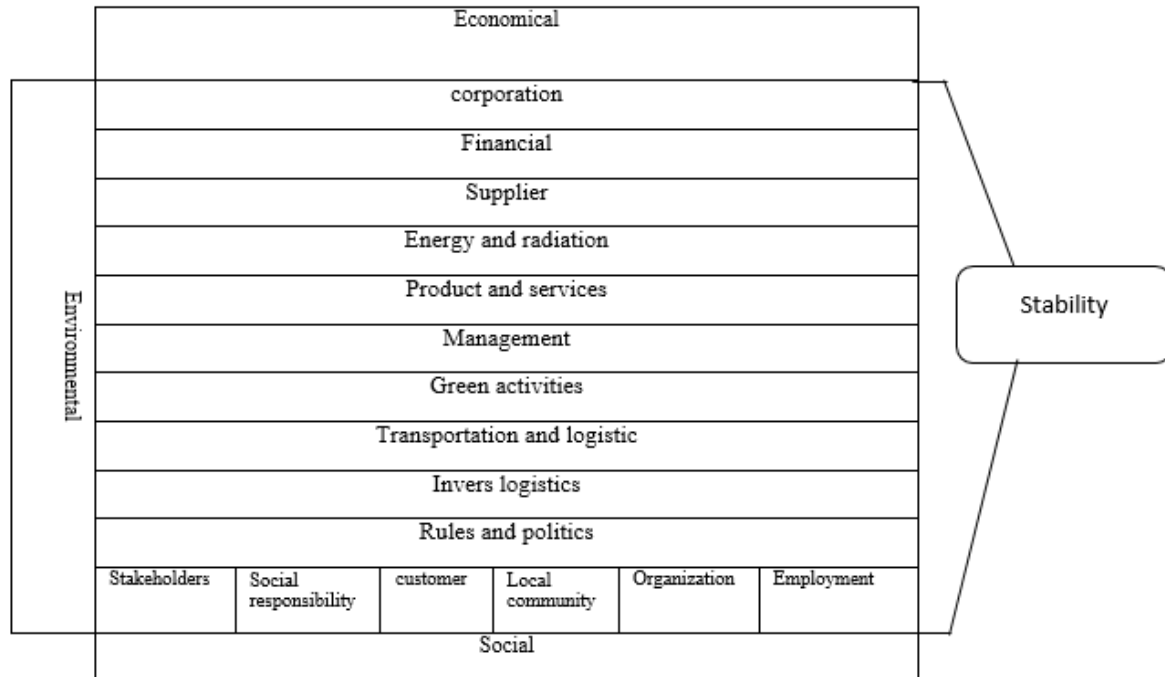 Economical
corporation
Financial
Supplier
Energy and radiation
Product and services
Management
Green activities
Transportation and logistic
Invers logistics
Rules and politics
Stakeholders
Social
responsibility
customer
Local
community
Organization
Employment
Social
Environmental
Stability